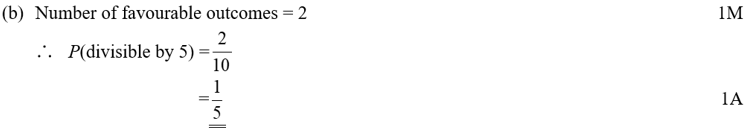 (b) Number of favourable outcomes = 2 1M
∴ P(divisible by 5) = 2/10
= 1/5 1A